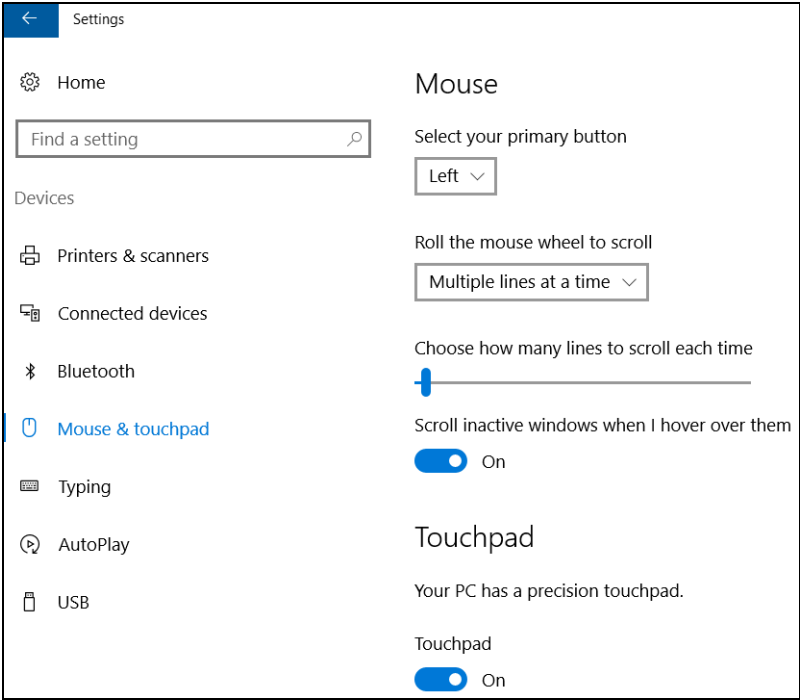 Settings
Home
Find a setting
Devices
Printers & scanners
Connected devices
Bluetooth
Mouse & touchpad
Typing
AutoPlay
USB
Mouse
Select your primary button
Left
Roll the mouse wheel to scroll
Multiple lines at a time
Choose how many lines to scroll each time
Scroll inactive windows when I hover over them
On
Touchpad
Your PC has a precision touchpad.
Touchpad
On